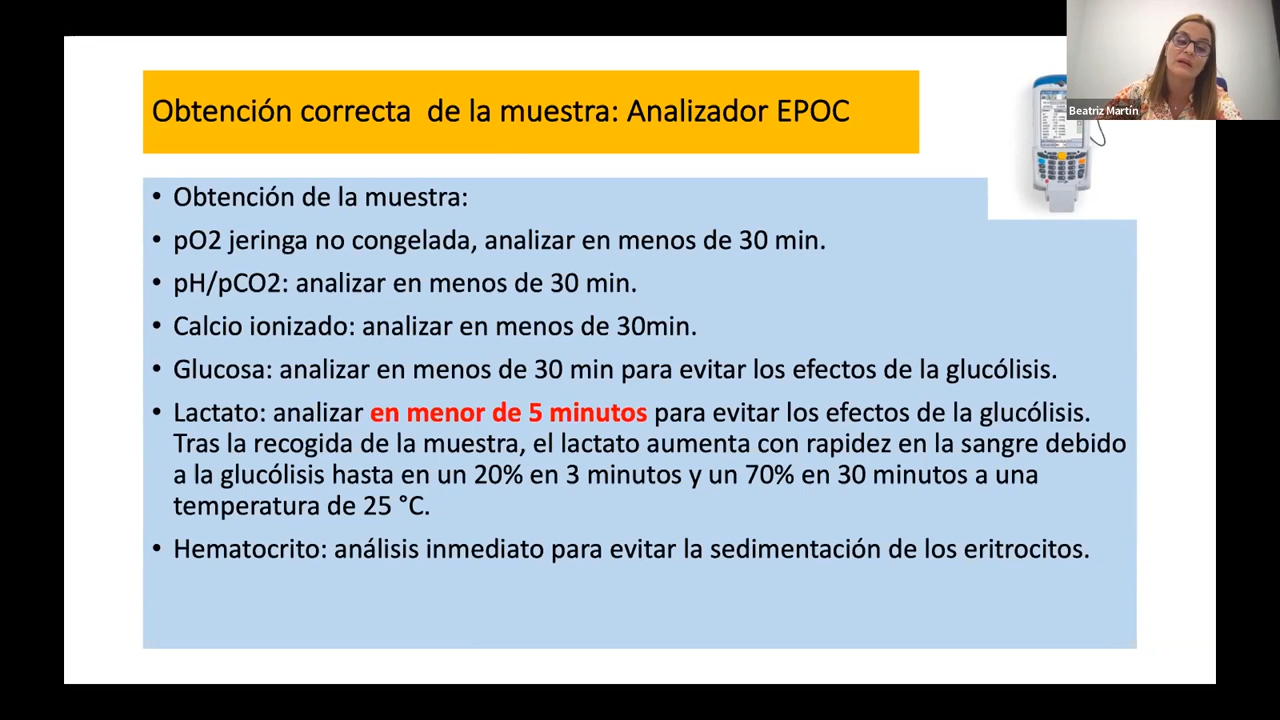 Obtención correcta de la muestra: Analizador EPOC
Beatriz Martín
• Obtención de la muestra:
• pO2 jeringa no congelada, analizar en menos de 30 min.
• pH/pCO2: analizar en menos de 30 min.
• Calcio ionizado: analizar en menos de 30min.
• Glucosa: analizar en menos de 30 min para evitar los efectos de la glucólisis.
• Lactato: analizar en menor de 5 minutos para evitar los efectos de la glucólisis.
Tras la recogida de la muestra, el lactato aumenta con rapidez en la sangre debido
a la glucólisis hasta en un 20% en 3 minutos y un 70% en 30 minutos a una
temperatura de 25 °C.
• Hematocrito: análisis inmediato para evitar la sedimentación de los eritrocitos.